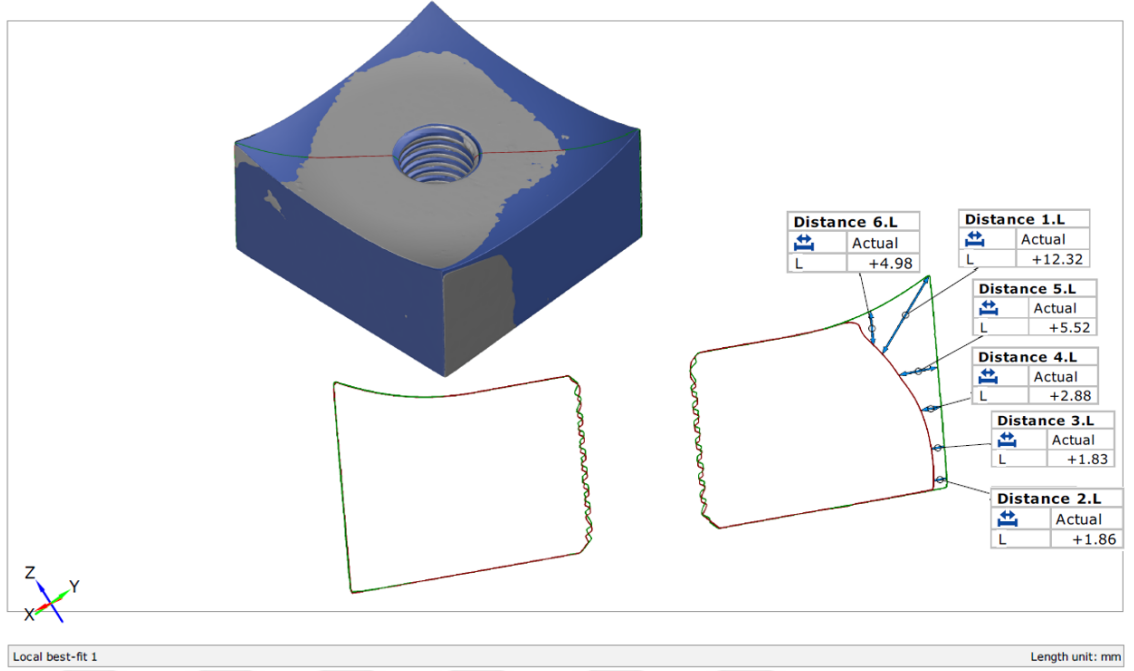 Distance 6.L
Actual
L +4.98
Distance 1.L
Actual
L +12.32
Distance 5.L
Actual
L +5.52
Distance 4.L
Actual
L +2.88
Distance 3.L
Actual
L +1.83
Distance 2.L
Actual
L +1.86
Z
Y
X
Local best-fit 1
Length unit: mm